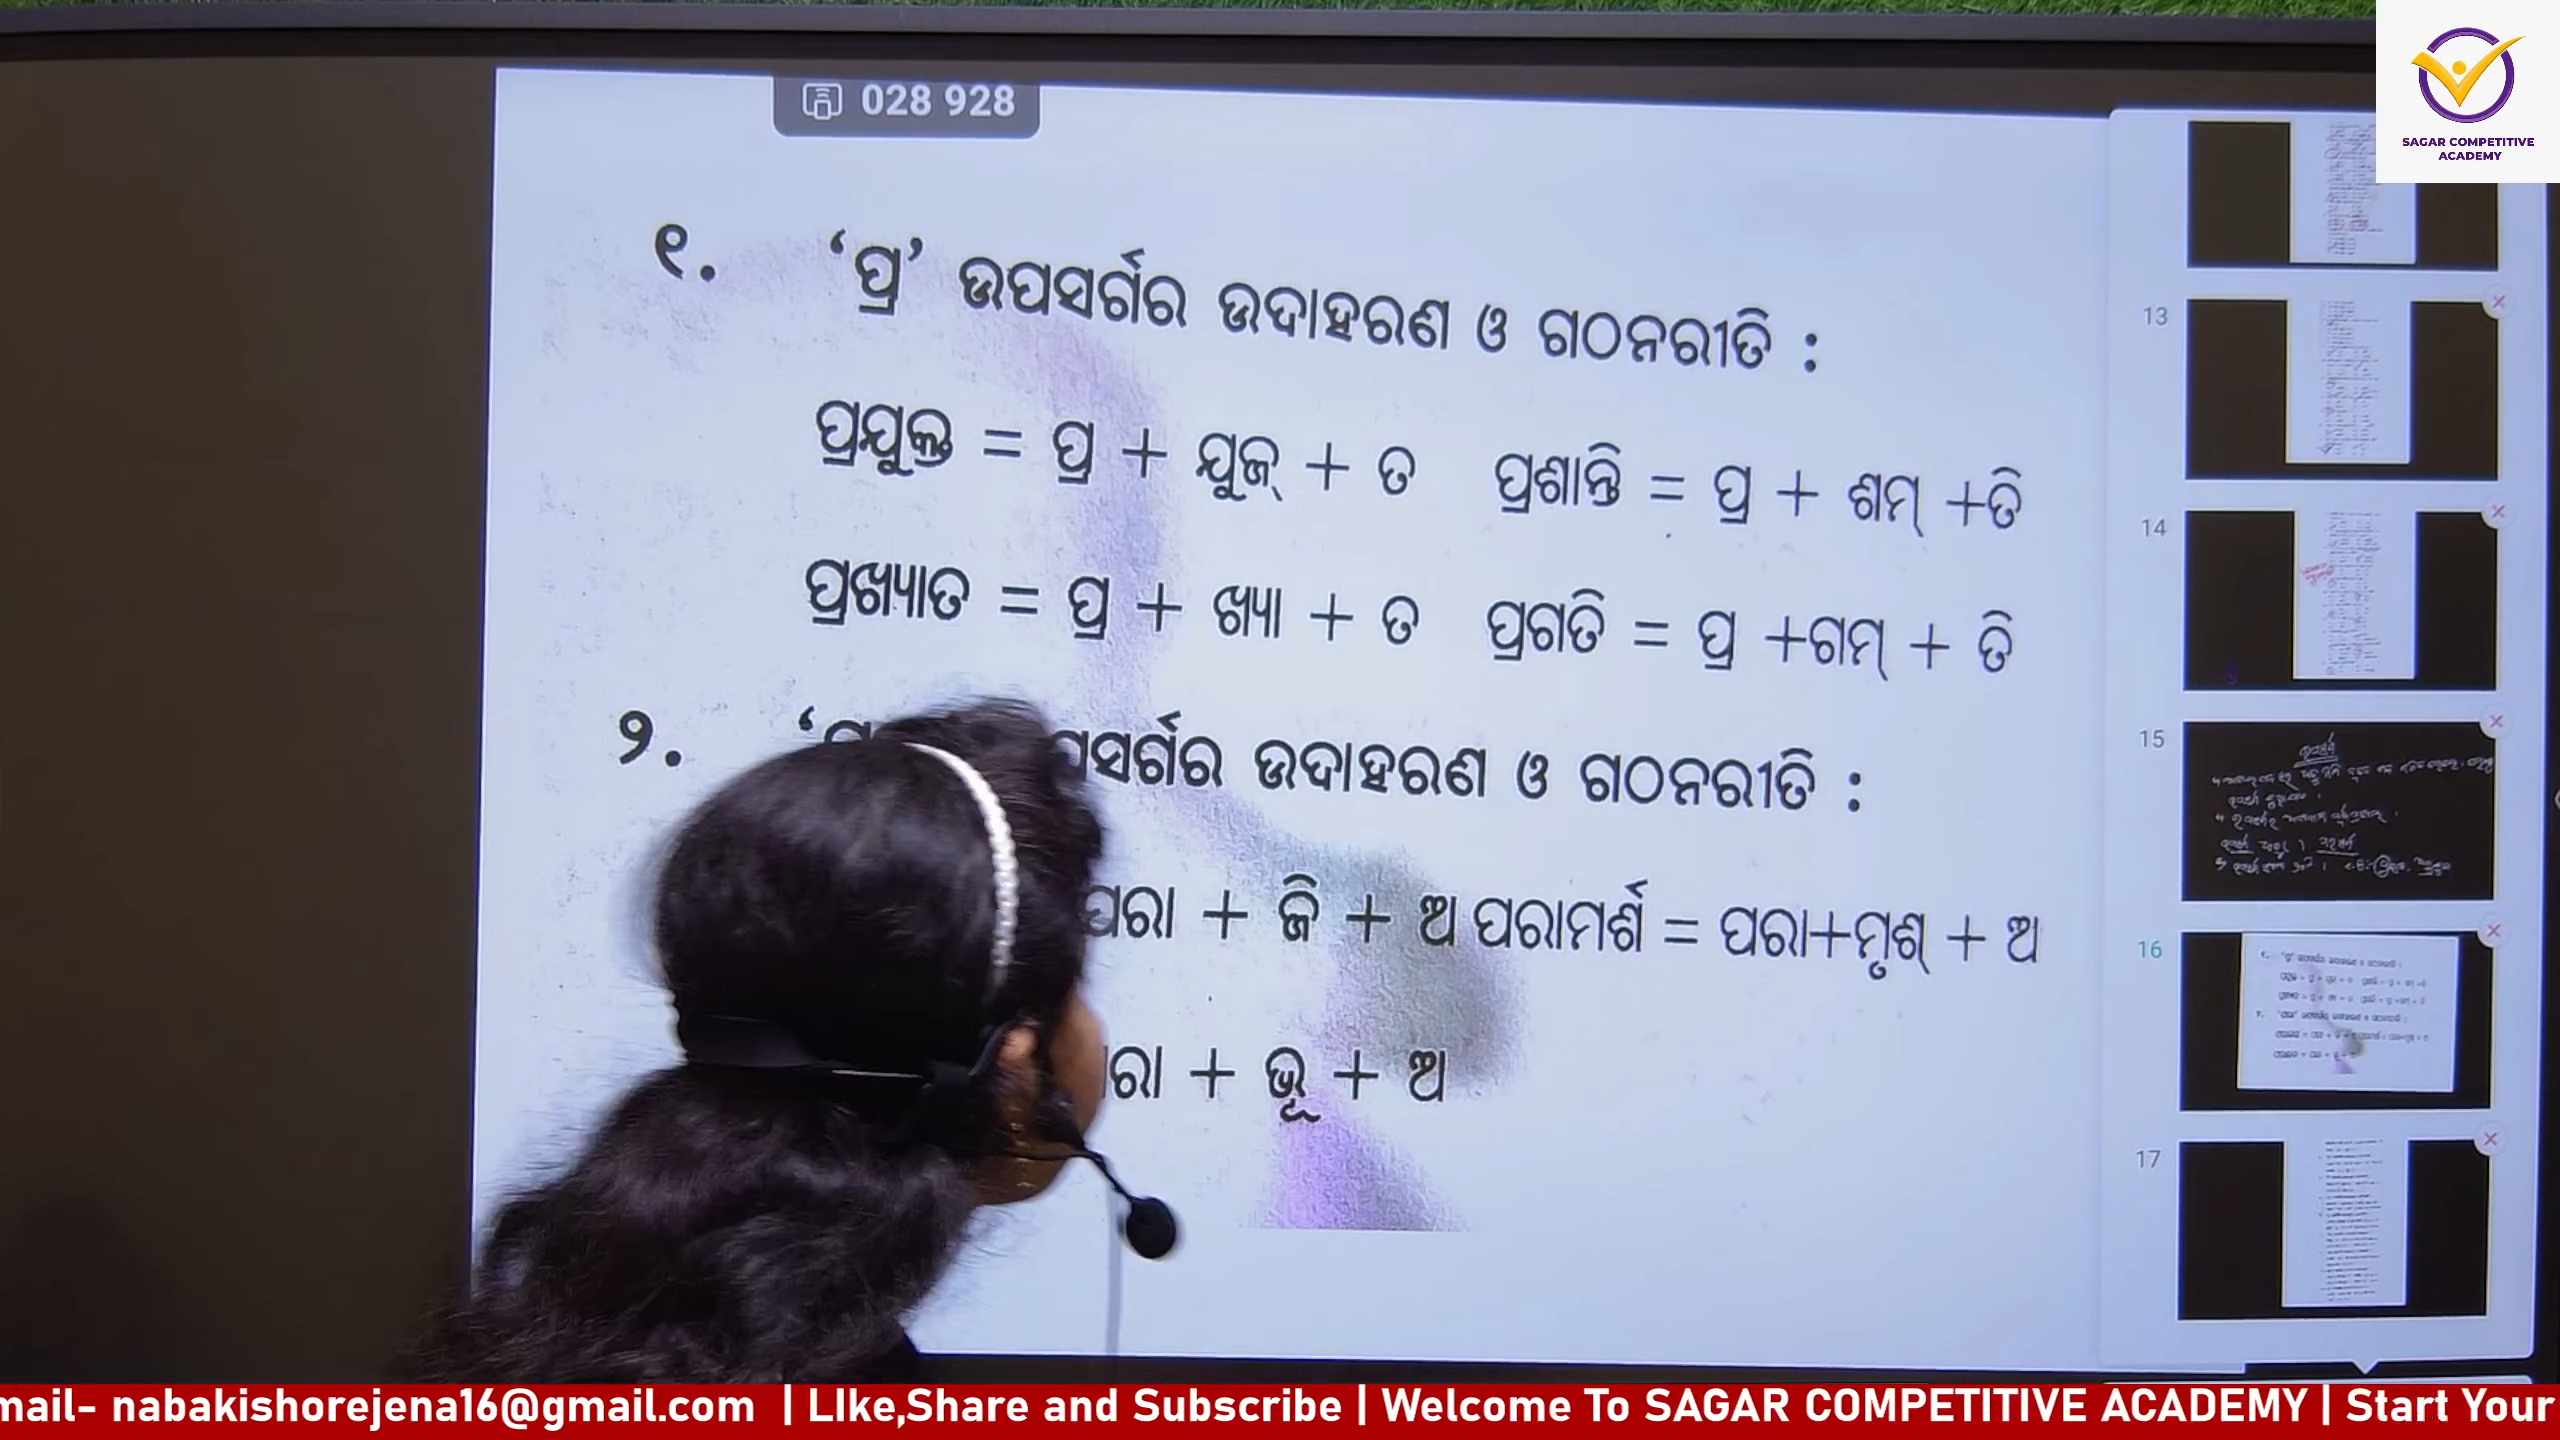 028 928
SAGAR COMPETITIVE
ACADEMY
୧. ‘ପ୍ର’ ଉପସର୍ଗର ଉଦାହରଣ ଓ ଗଠନରୀତି :
ପ୍ରଯୁକ୍ତ = ପ୍ର + ଯୁଜ୍ + ତ ପ୍ରଶାନ୍ତି = ପ୍ର + ଶମ୍ +ତି
ପ୍ରଖ୍ୟାତ = ପ୍ର + ଖ୍ୟା + ତ ପ୍ରଗତି = ପ୍ର +ଗମ୍ + ତି
୨. ପସର୍ଗର ଉଦାହରଣ ଓ ଗଠନରୀତି :
ପରା + ଜି + ଅ ପରାମର୍ଶ = ପରା+ମୃଶ୍ + ଅ
ରା + ଭୂ + ଅ
13
14
15
16
17
mail- nabakishorejena16@gmail.com | LIke,Share and Subscribe | Welcome To SAGAR COMPETITIVE ACADEMY | Start Your